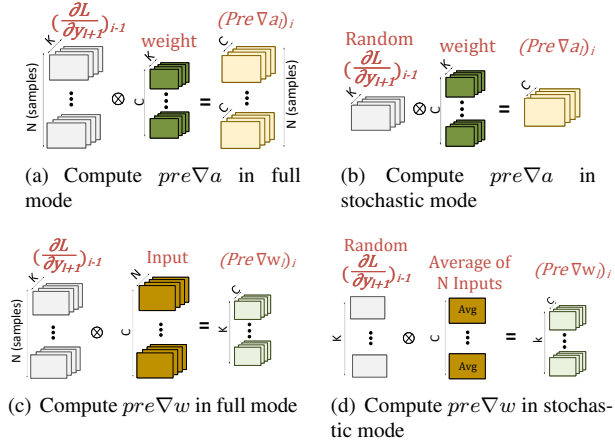 (∂L/∂y_{l+1})_{i-1}
weight
(Pre∇a_l)_i
K
K
C
N (samples)
C
⊗
=
C
N (samples)
(a) Compute pre∇a in full
mode
Random
(∂L/∂y_{l+1})_{i-1}
weight
(Pre∇a_l)_i
K
K
C
C
⊗
=
(b) Compute pre∇a in
stochastic mode
(∂L/∂y_{l+1})_{i-1}
Input
(Pre∇w_l)_i
K
N
C
N (samples)
C
K
⊗
=
(c) Compute pre∇w in full mode
Random
(∂L/∂y_{l+1})_{i-1}
Average of
N Inputs
(Pre∇w_l)_i
C
K
C
k
Avg
⊗
=
Avg
(d) Compute pre∇w in stochas-
tic mode